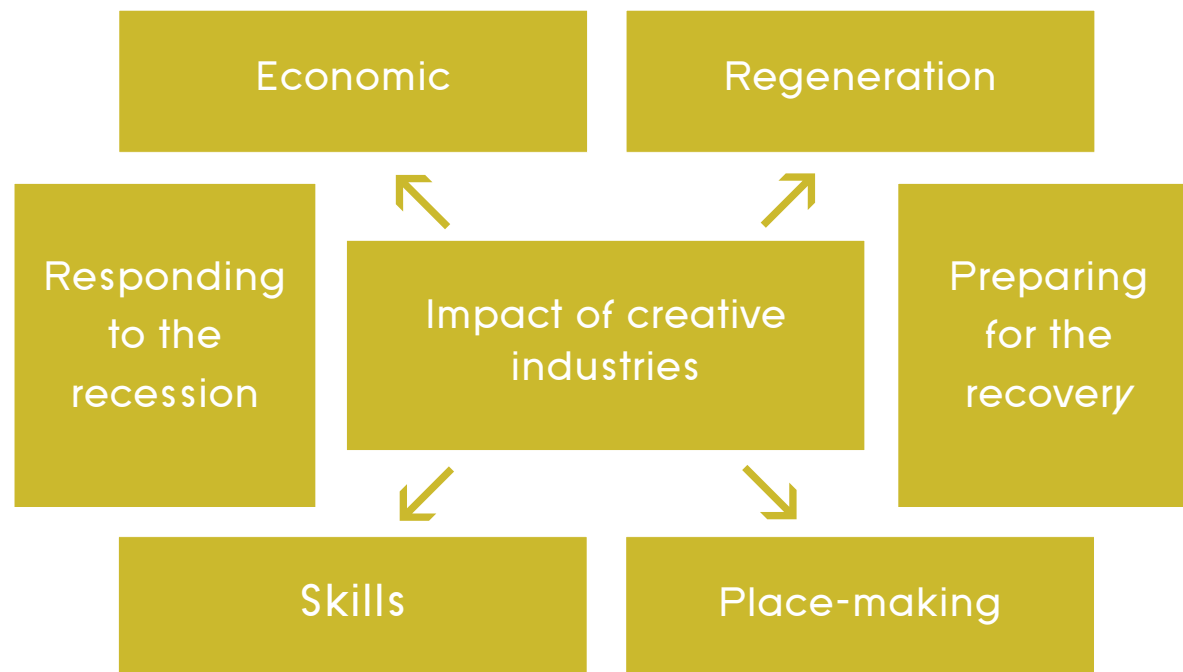 Economic
Regeneration
Responding
to the
recession
Impact of creative
industries
Preparing
for the
recovery
Skills
Place-making